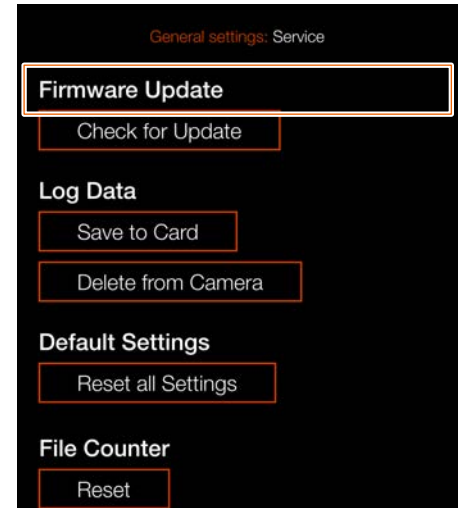 General settings: Service
Firmware Update
Check for Update
Log Data
Save to Card
Delete from Camera
Default Settings
Reset all Settings
File Counter
Reset